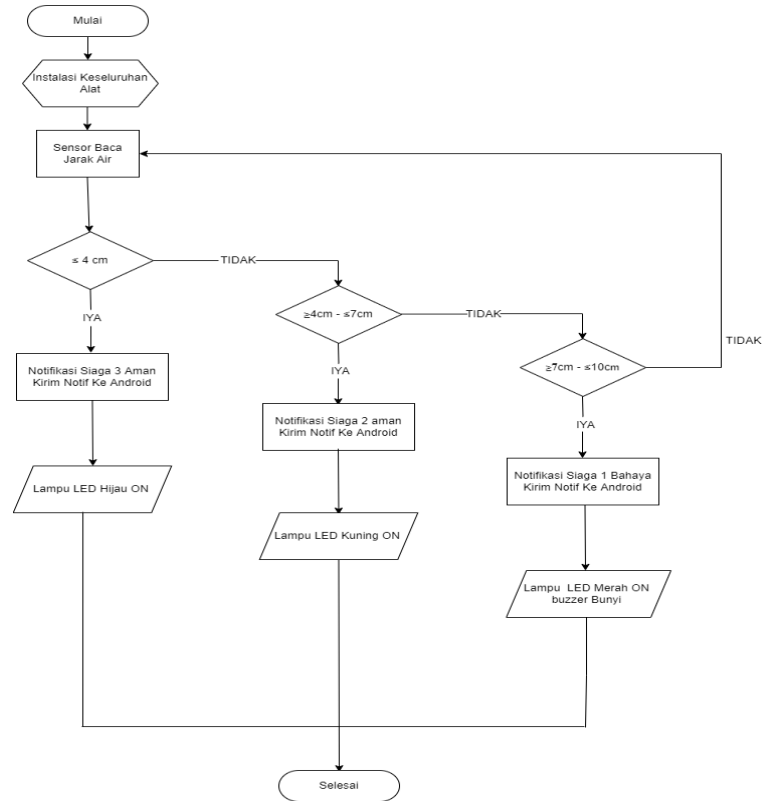 Mulai
Instalasi Keseluruhan
Alat
Sensor Baca
Jarak Air
≤ 4 cm
TIDAK
IYA
≥4cm - ≤7cm
TIDAK
IYA
≥7cm - ≤10cm
TIDAK
IYA
Notifikasi Siaga 3 Aman
Kirim Notif Ke Android
Notifikasi Siaga 2 aman
Kirim Notif Ke Android
Notifikasi Siaga 1 Bahaya
Kirim Notif Ke Android
Lampu LED Hijau ON
Lampu LED Kuning ON
Lampu LED Merah ON
buzzer Bunyi
Selesai